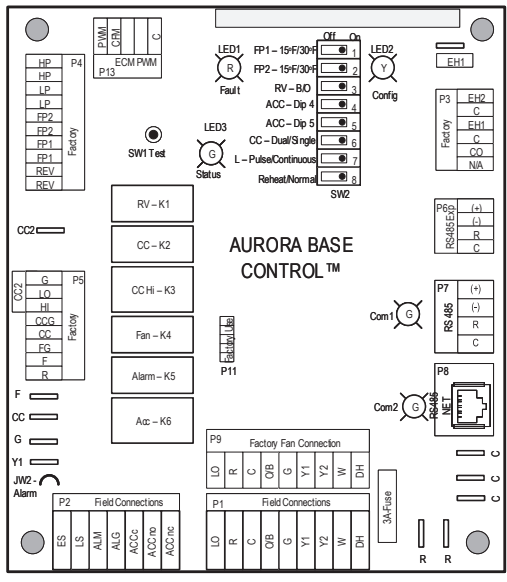 PWM
CFM
C
ECM PWM
P13
P4
HP
HP
LP
LP
FP2
FP2
FP1
FP1
REV
REV
Factory
LED1
R
Fault
Off On
FP1 – 15ºF/30ºF 1
FP2 – 15ºF/30ºF 2
RV – B/O 3
ACC – Dip 4 4
ACC – Dip 5 5
CC – Dual/Single 6
L – Pulse/Continuous 7
Reheat/Normal 8
SW2
LED2
Y
Config
EH1
P3
EH2
C
EH1
C
CO
N/A
Factory
SW1 Test
LED3
G
Status
RV – K1
CC – K2
CC Hi – K3
Fan – K4
Alarm – K5
Acc – K6
AURORA BASE
CONTROL™
P6
RS485 Exp
(+)
(-)
R
C
CC2
CC2
P5
G
LO
HI
CCG
CC
FG
F
R
Factory
Factory Use
P11
Com1
G
P7
RS 485
(+)
(-)
R
C
Com2
G
P8
RS485
NET
F
CC
G
Y1
JW2 -
Alarm
P9
Factory Fan Connection
LO
R
C
O/B
G
Y1
Y2
W
DH
P2
Field Connections
ES
LS
ALM
ALG
ACCc
ACCno
ACCnc
P1
Field Connections
LO
R
C
O/B
G
Y1
Y2
W
DH
3A-Fuse
C
C
C
R
R